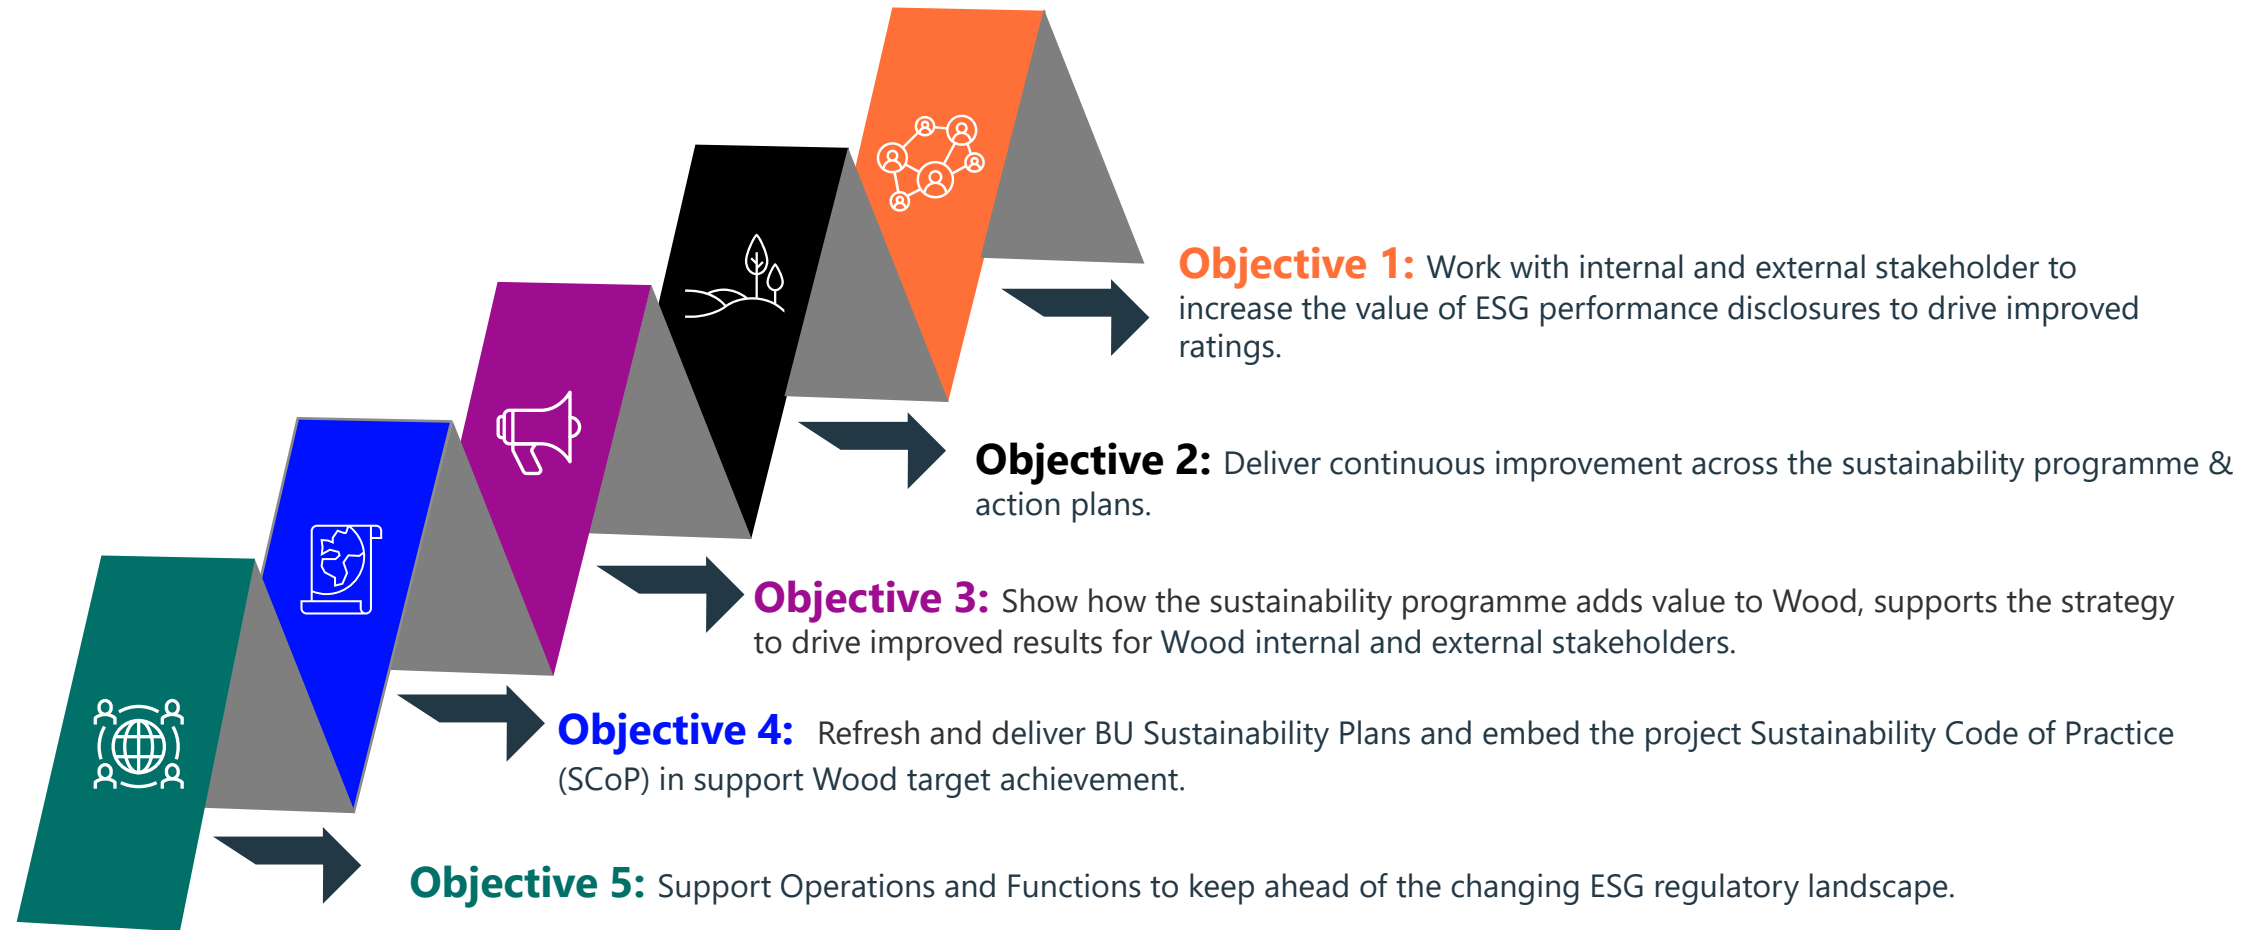 Objective 1: Work with internal and external stakeholder to
increase the value of ESG performance disclosures to drive improved
ratings.
Objective 2: Deliver continuous improvement across the sustainability programme &
action plans.
Objective 3: Show how the sustainability programme adds value to Wood, supports the strategy
to drive improved results for Wood internal and external stakeholders.
Objective 4: Refresh and deliver BU Sustainability Plans and embed the project Sustainability Code of Practice
(SCoP) in support Wood target achievement.
Objective 5: Support Operations and Functions to keep ahead of the changing ESG regulatory landscape.